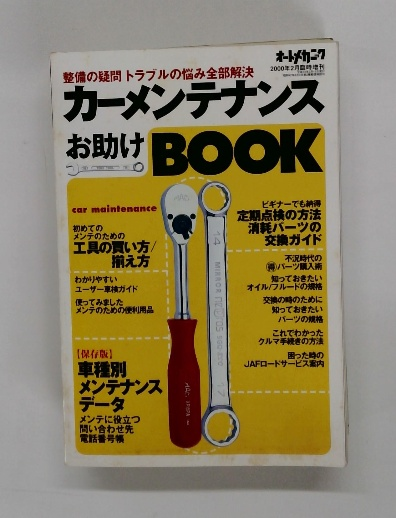 オートメカニック
2000年2月臨時増刊
整備の疑問 トラブルの悩み全部解決
カーメンテナンス
お助けBOOK
car maintenance
初めての
メンテのための
工具の買い方/
揃え方
わかりやすい
ユーザー車検ガイド
使ってみました
メンテのための便利用品
【保存版】
車種別
メンテナンス
データ
メンテに役立つ
問い合わせ先
電話番号帳
ビギナーでも納得
定期点検の方法
消耗パーツの
交換ガイド
不況時代の
㊝パーツ購入術
知っておきたい
オイル/フルードの規格
交換の時のために
知っておきたい
パーツの規格
これでわかった
クルマ手続きの方法
困った時の
JAFロードサービス案内
14
MIRROR
17